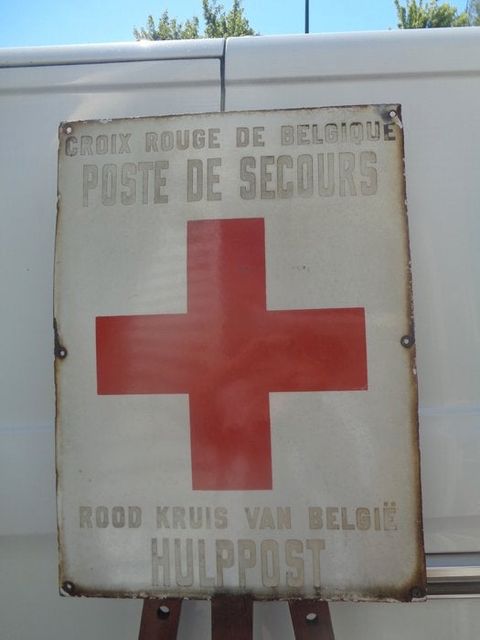 CROIX ROUGE DE BELGIQUE
POSTE DE SECOURS
ROOD KRUIS VAN BELGIË
HULPPOST